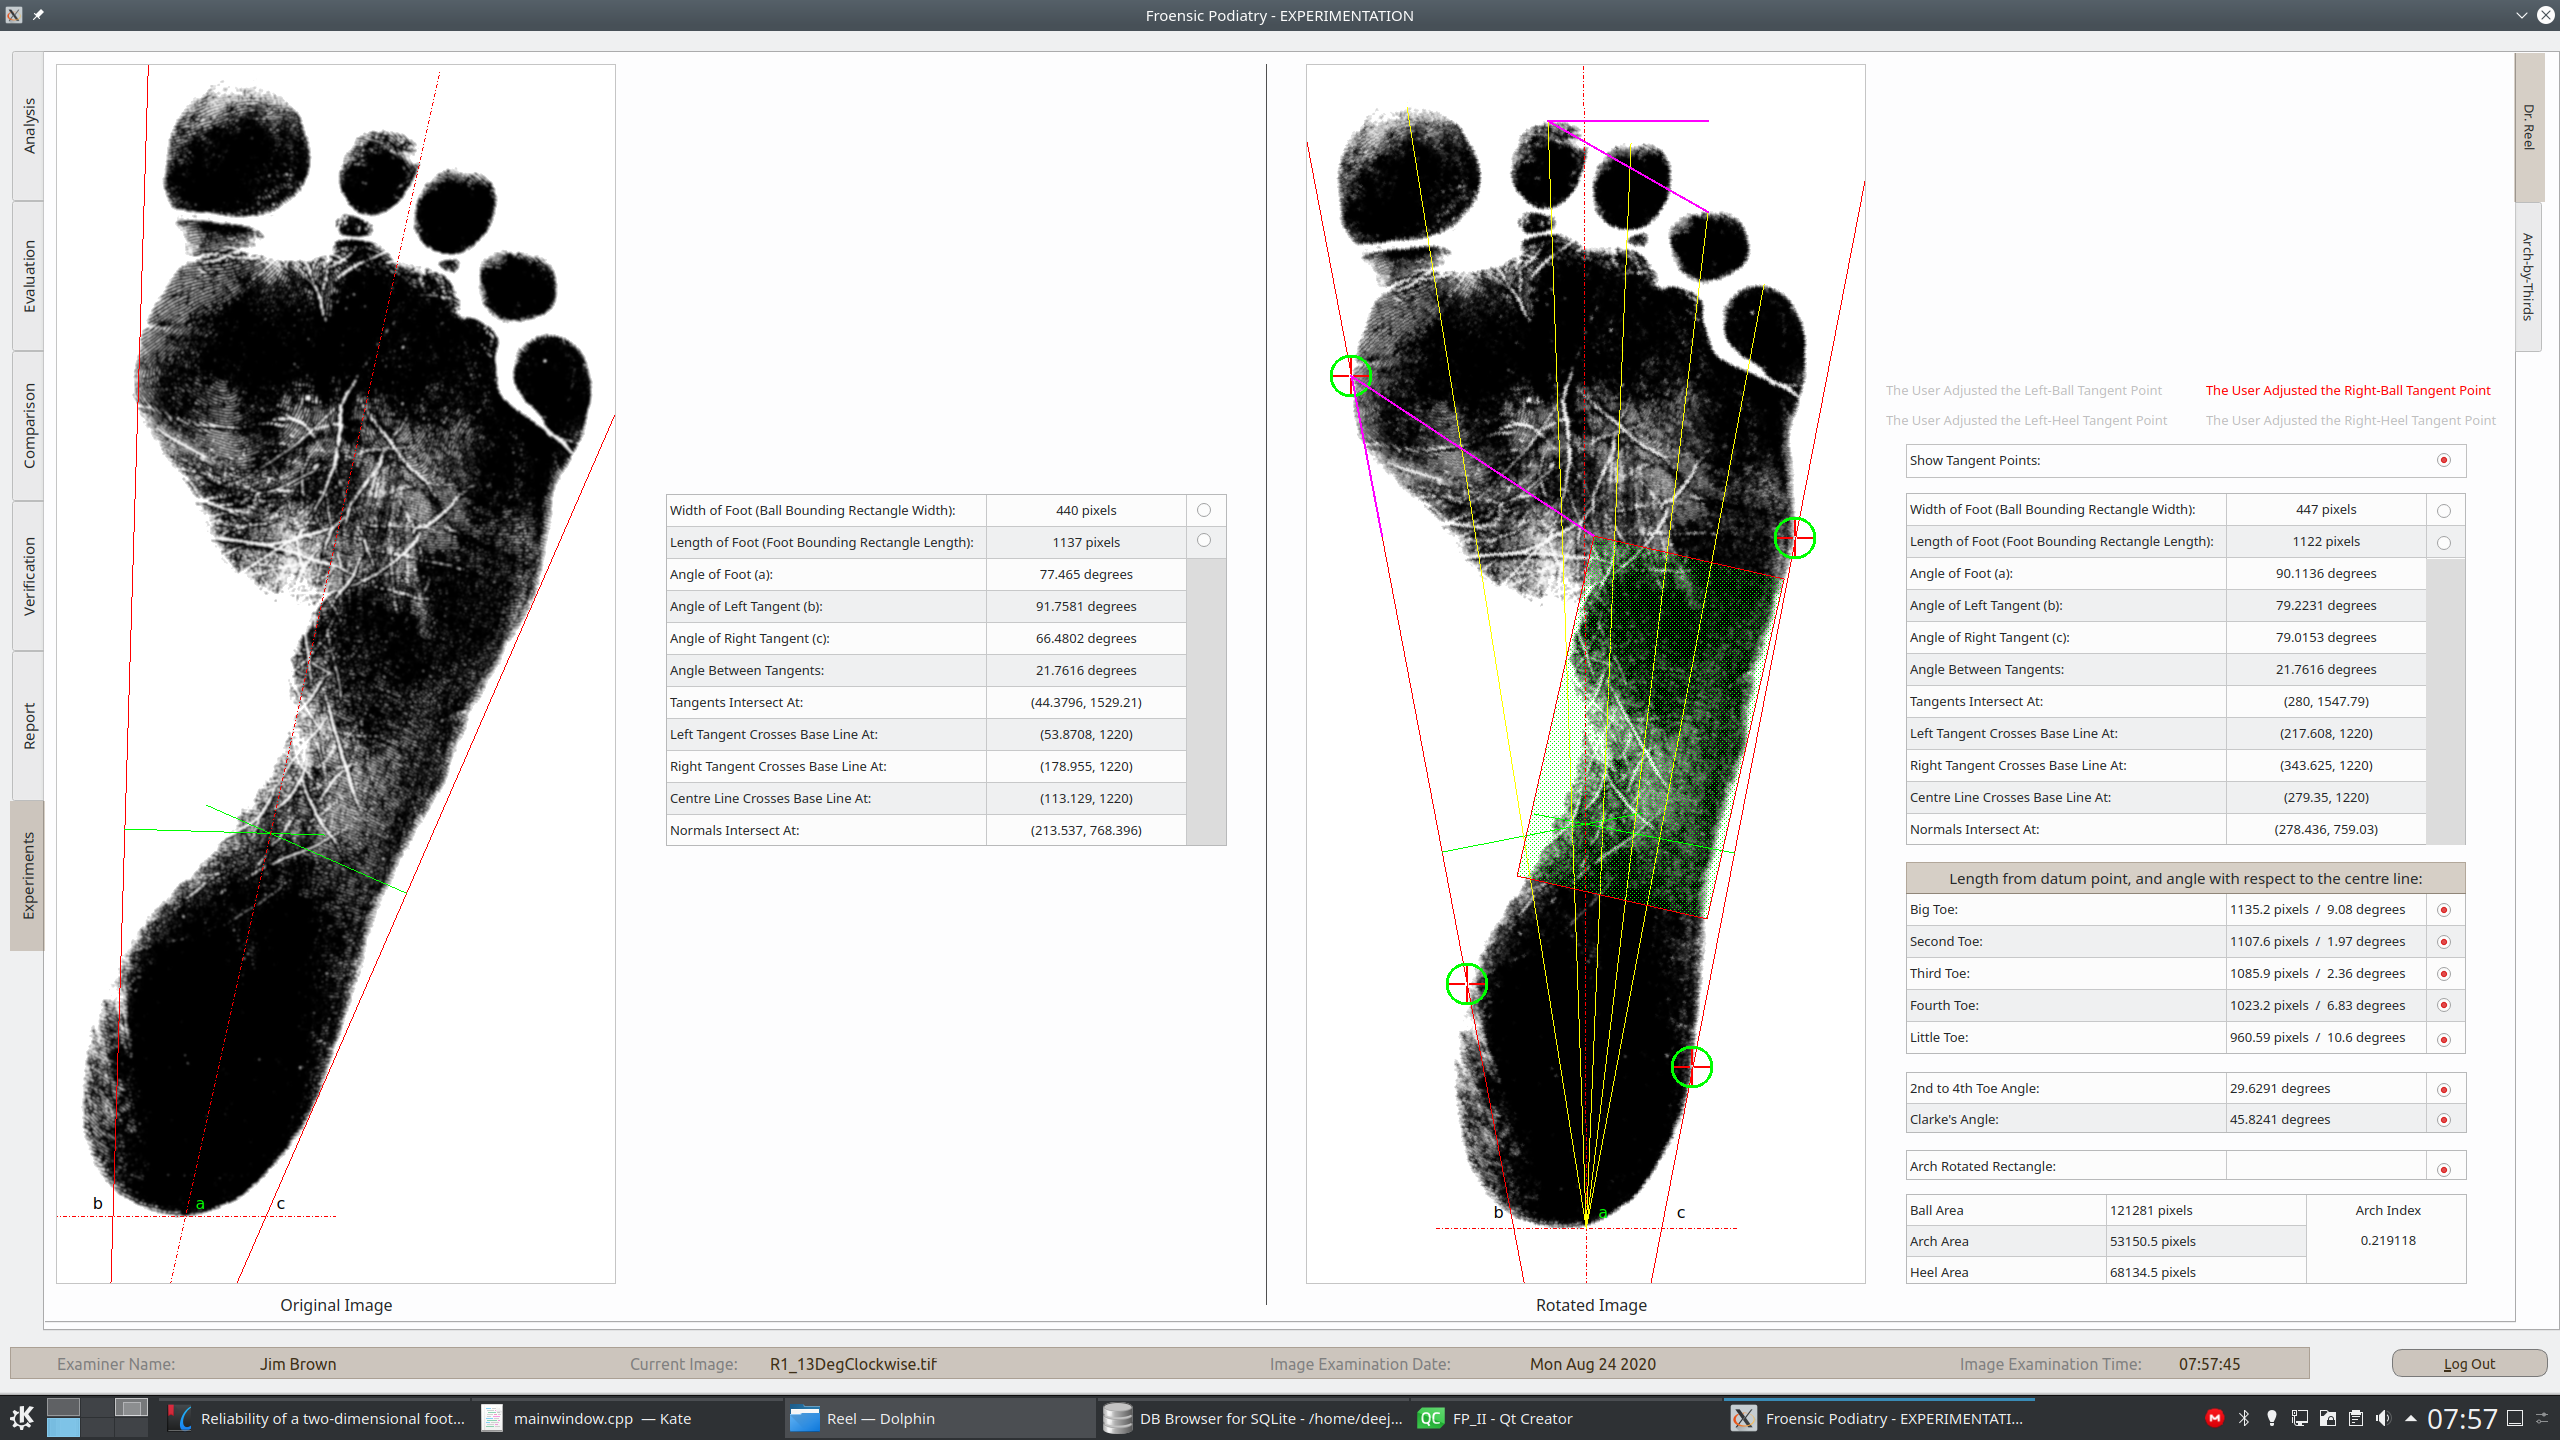 Froensic Podiatry - EXPERIMENTATION
Analysis
Evaluation
Comparison
Verification
Report
Experiments
b
a
c
Original Image
Width of Foot (Ball Bounding Rectangle Width): 440 pixels
Length of Foot (Foot Bounding Rectangle Length): 1137 pixels
Angle of Foot (a): 77.465 degrees
Angle of Left Tangent (b): 91.7581 degrees
Angle of Right Tangent (c): 66.4802 degrees
Angle Between Tangents: 21.7616 degrees
Tangents Intersect At: (44.3796, 1529.21)
Left Tangent Crosses Base Line At: (53.8708, 1220)
Right Tangent Crosses Base Line At: (178.955, 1220)
Centre Line Crosses Base Line At: (113.129, 1220)
Normals Intersect At: (213.537, 768.396)
b
a
c
Rotated Image
Dr. Reel
Arch-by-Thirds
The User Adjusted the Left-Ball Tangent Point The User Adjusted the Right-Ball Tangent Point
The User Adjusted the Left-Heel Tangent Point The User Adjusted the Right-Heel Tangent Point
Show Tangent Points:
Width of Foot (Ball Bounding Rectangle Width): 447 pixels
Length of Foot (Foot Bounding Rectangle Length): 1122 pixels
Angle of Foot (a): 90.1136 degrees
Angle of Left Tangent (b): 79.2231 degrees
Angle of Right Tangent (c): 79.0153 degrees
Angle Between Tangents: 21.7616 degrees
Tangents Intersect At: (280, 1547.79)
Left Tangent Crosses Base Line At: (217.608, 1220)
Right Tangent Crosses Base Line At: (343.625, 1220)
Centre Line Crosses Base Line At: (279.35, 1220)
Normals Intersect At: (278.436, 759.03)
Length from datum point, and angle with respect to the centre line:
Big Toe: 1135.2 pixels / 9.08 degrees
Second Toe: 1107.6 pixels / 1.97 degrees
Third Toe: 1085.9 pixels / 2.36 degrees
Fourth Toe: 1023.2 pixels / 6.83 degrees
Little Toe: 960.59 pixels / 10.6 degrees
2nd to 4th Toe Angle: 29.6291 degrees
Clarke's Angle: 45.8241 degrees
Arch Rotated Rectangle:
Ball Area 121281 pixels Arch Index
Arch Area 53150.5 pixels 0.219118
Heel Area 68134.5 pixels
Examiner Name: Jim Brown Current Image: R1_13DegClockwise.tif Image Examination Date: Mon Aug 24 2020 Image Examination Time: 07:57:45 Log Out
Reliability of a two-dimensional foot... mainwindow.cpp — Kate Reel — Dolphin DB Browser for SQLite - /home/deej... QC FP_II - Qt Creator Froensic Podiatry - EXPERIMENTATI... 07:57